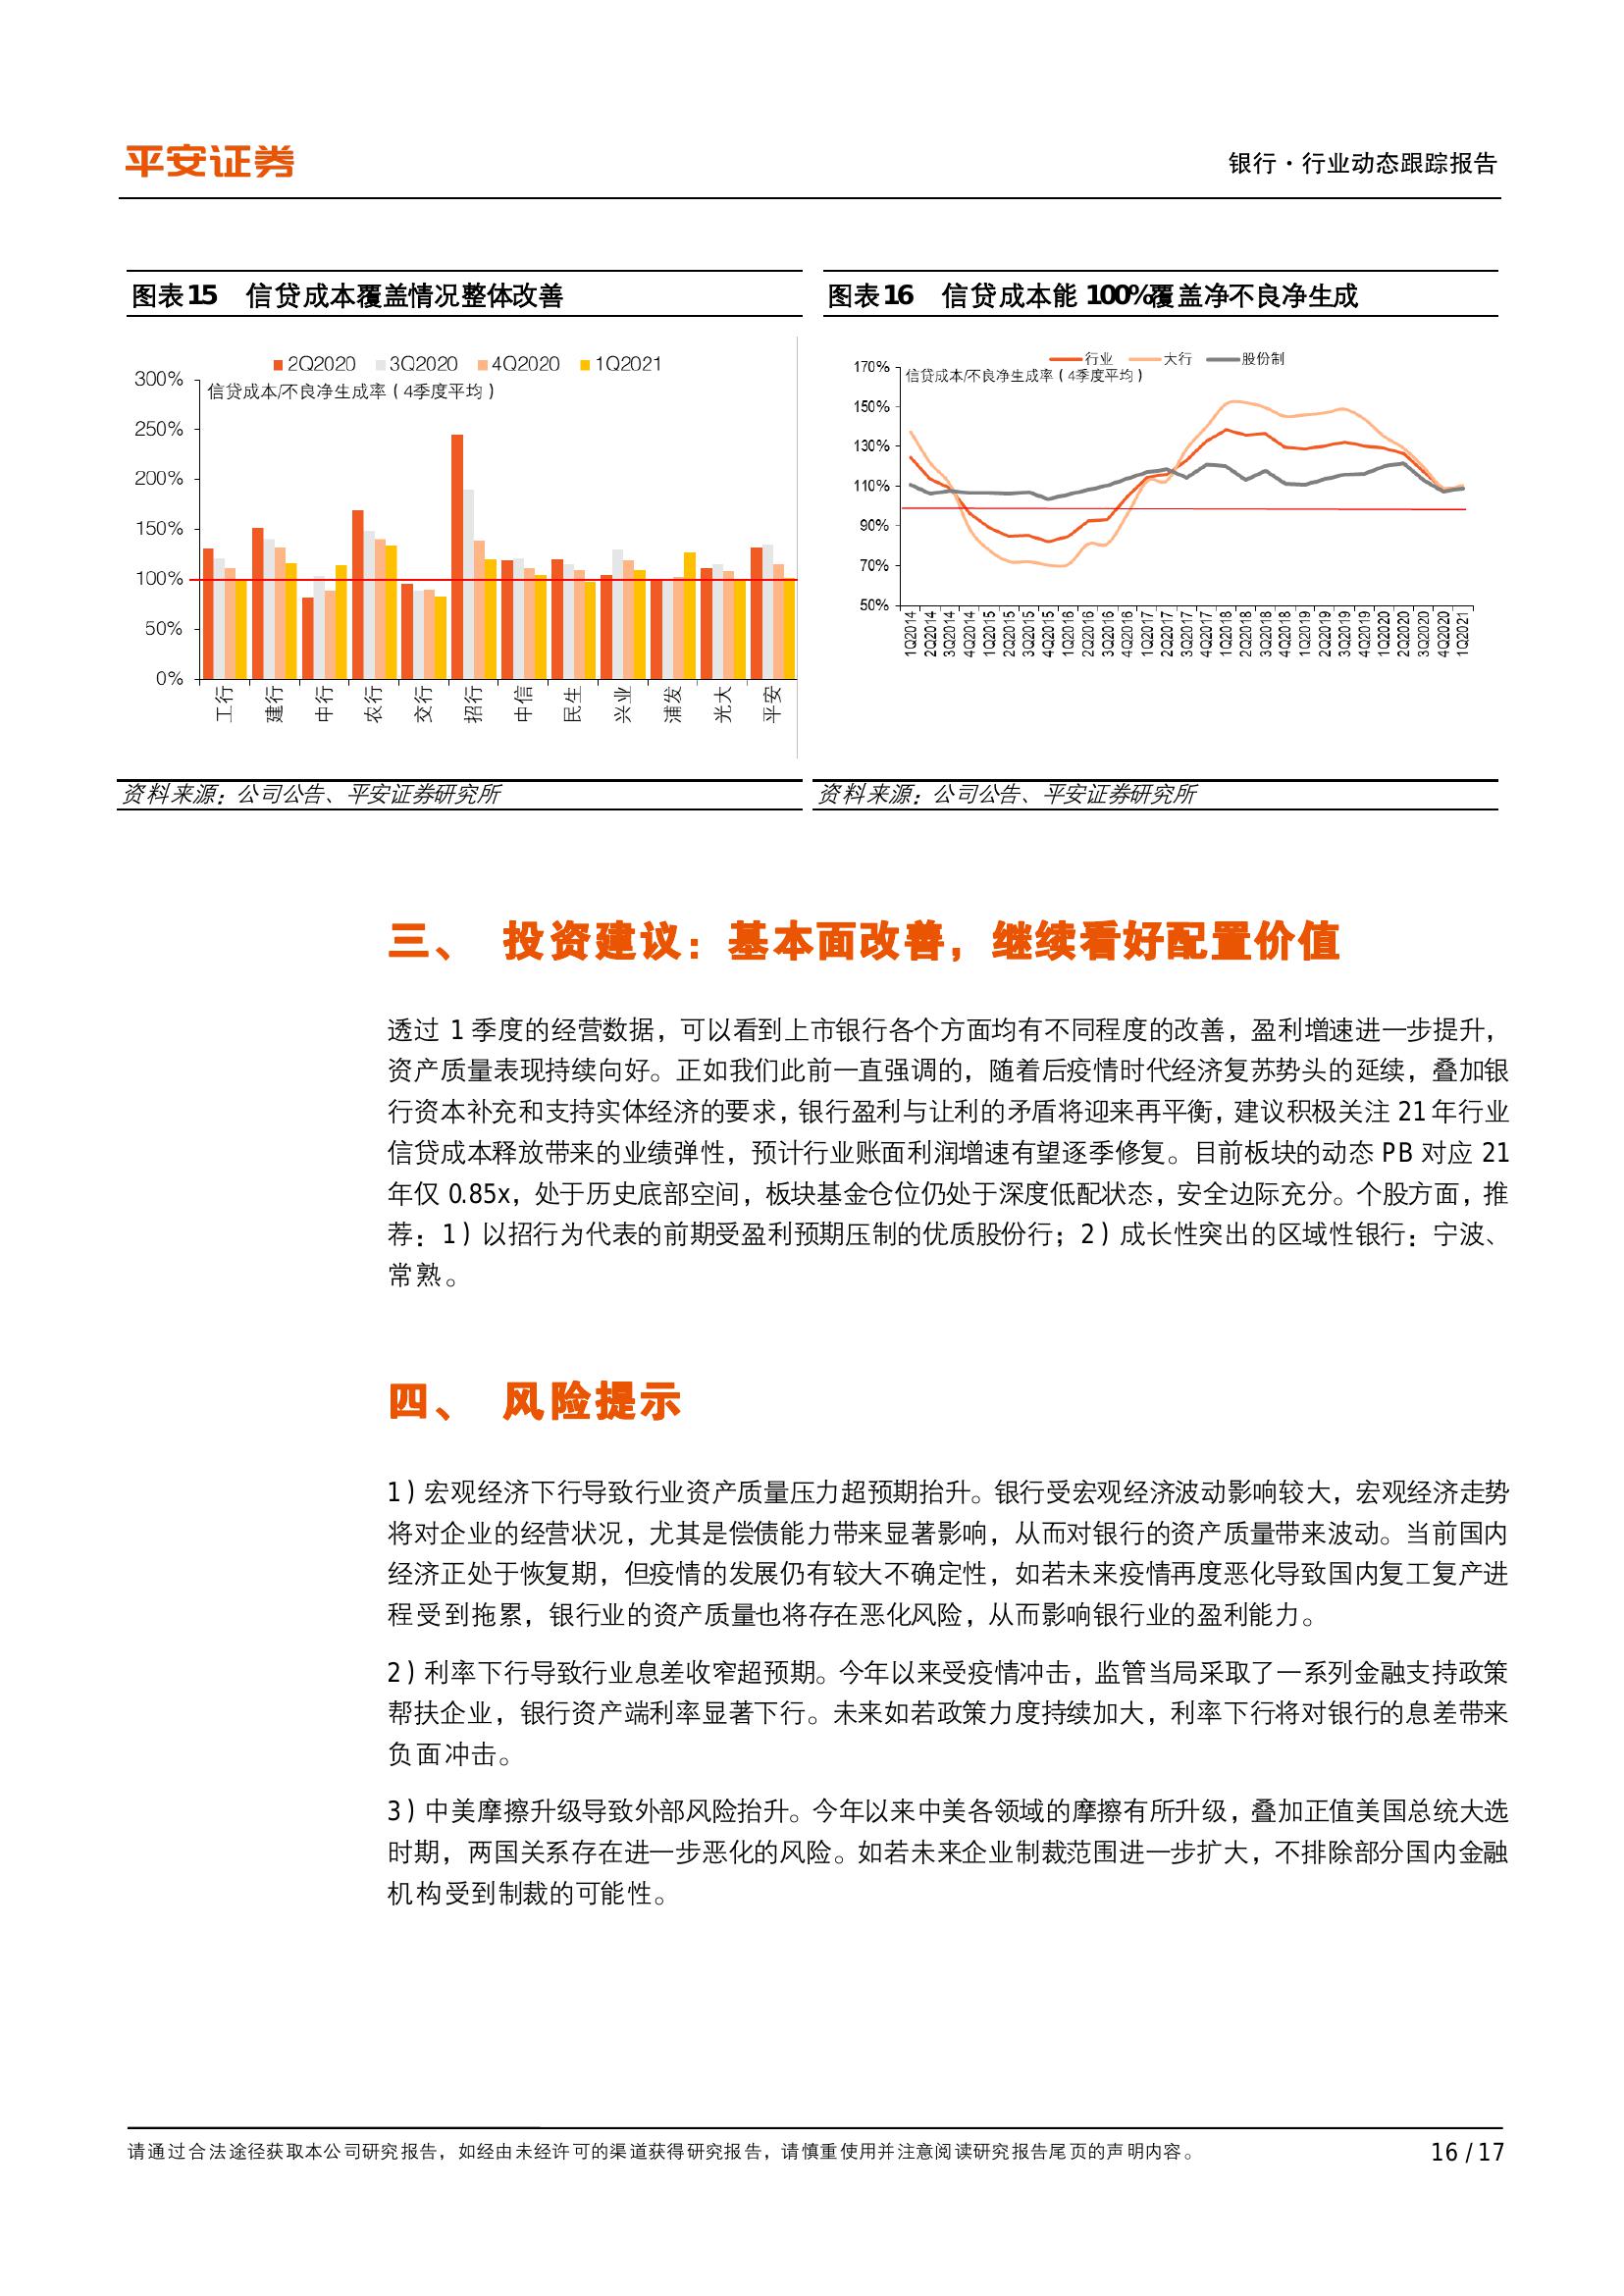 平安证券
银行·行业动态跟踪报告
图表15 信贷成本覆盖情况整体改善
2Q2020 3Q2020 4Q2020 1Q2021
信贷成本/不良净生成率（4季度平均）
300%
250%
200%
150%
100%
50%
0%
工行 建行 中行 农行 交行 招行 中信 民生 兴业 浦发 光大 平安
资料来源：公司公告、平安证券研究所
图表16 信贷成本能 100%覆盖净不良净生成
行业 大行 股份制
信贷成本/不良净生成率（4季度平均）
170%
150%
130%
110%
90%
70%
50%
1Q2014 2Q2014 3Q2014 4Q2014 1Q2015 2Q2015 3Q2015 4Q2015 1Q2016 2Q2016 3Q2016 4Q2016 1Q2017 2Q2017 3Q2017 4Q2017 1Q2018 2Q2018 3Q2018 4Q2018 1Q2019 2Q2019 3Q2019 4Q2019 1Q2020 2Q2020 3Q2020 4Q2020 1Q2021
资料来源：公司公告、平安证券研究所
三、 投资建议：基本面改善，继续看好配置价值
透过 1 季度的经营数据，可以看到上市银行各个方面均有不同程度的改善，盈利增速进一步提升，
资产质量表现持续向好。正如我们此前一直强调的，随着后疫情时代经济复苏势头的延续，叠加银
行资本补充和支持实体经济的要求，银行盈利与让利的矛盾将迎来再平衡，建议积极关注 21 年行业
信贷成本释放带来的业绩弹性，预计行业账面利润增速有望逐季修复。目前板块的动态 PB 对应 21
年仅 0.85x，处于历史底部空间，板块基金仓位仍处于深度低配状态，安全边际充分。个股方面，推
荐：1）以招行为代表的前期受盈利预期压制的优质股份行；2）成长性突出的区域性银行：宁波、
常熟。
四、 风险提示
1）宏观经济下行导致行业资产质量压力超预期抬升。银行受宏观经济波动影响较大，宏观经济走势
将对企业的经营状况，尤其是偿债能力带来显著影响，从而对银行的资产质量带来波动。当前国内
经济正处于恢复期，但疫情的发展仍有较大不确定性，如若未来疫情再度恶化导致国内复工复产进
程受到拖累，银行业的资产质量也将存在恶化风险，从而影响银行业的盈利能力。
2）利率下行导致行业息差收窄超预期。今年以来受疫情冲击，监管当局采取了一系列金融支持政策
帮扶企业，银行资产端利率显著下行。未来如若政策力度持续加大，利率下行将对银行的息差带来
负面冲击。
3）中美摩擦升级导致外部风险抬升。今年以来中美各领域的摩擦有所升级，叠加正值美国总统大选
时期，两国关系存在进一步恶化的风险。如若未来企业制裁范围进一步扩大，不排除部分国内金融
机构受到制裁的可能性。
请通过合法途径获取本公司研究报告，如经由未经许可的渠道获得研究报告，请慎重使用并注意阅读研究报告尾页的声明内容。
16 / 17